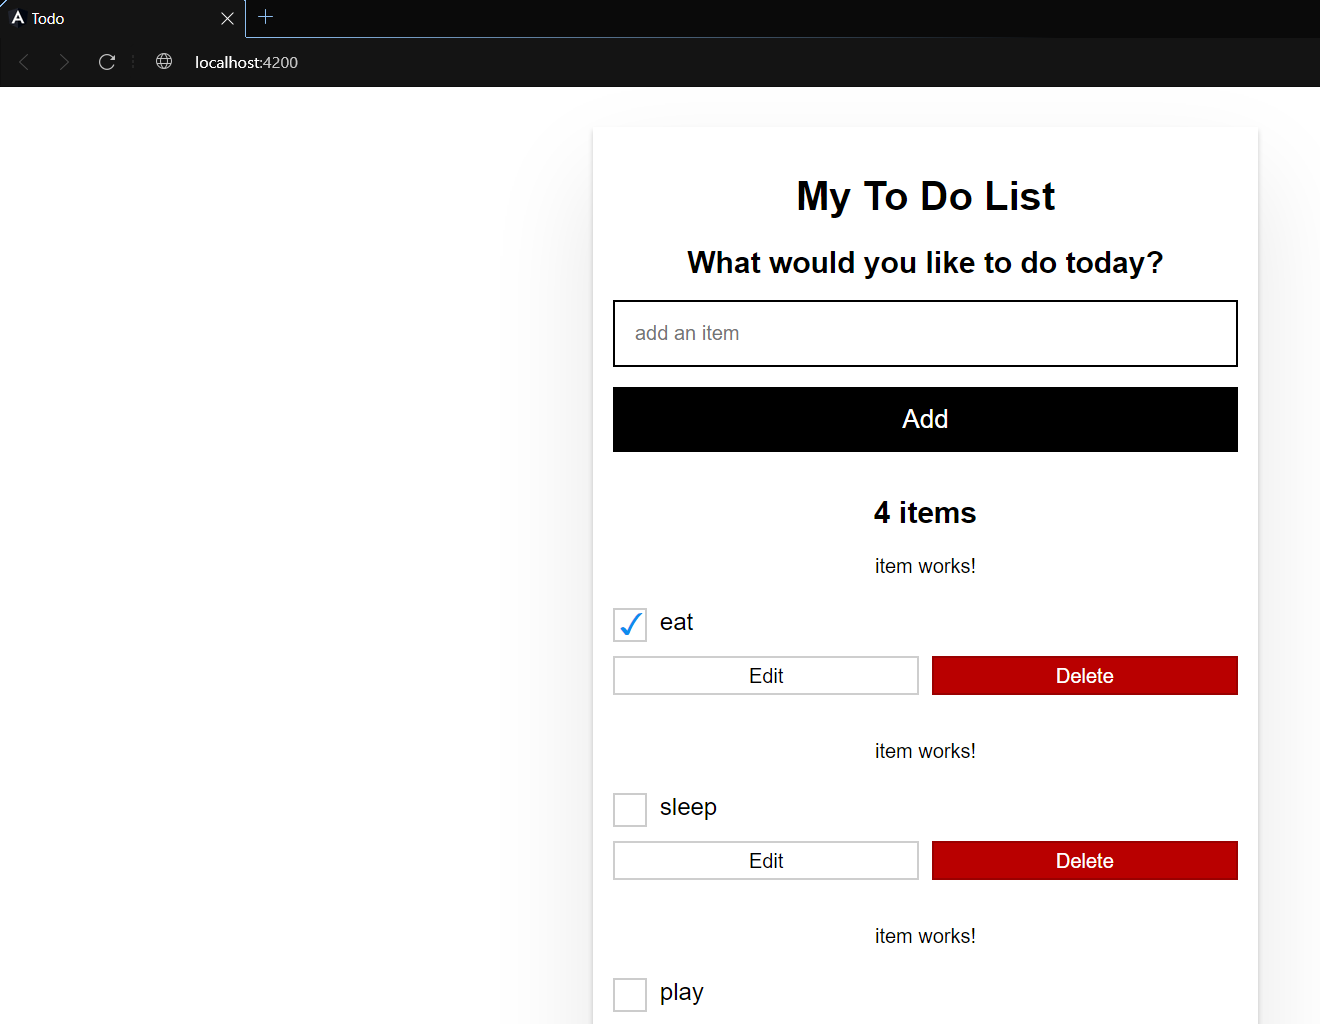 Todo
localhost:4200
My To Do List
What would you like to do today?
add an item
Add
4 items
item works!
eat
Edit Delete
item works!
sleep
Edit Delete
item works!
play